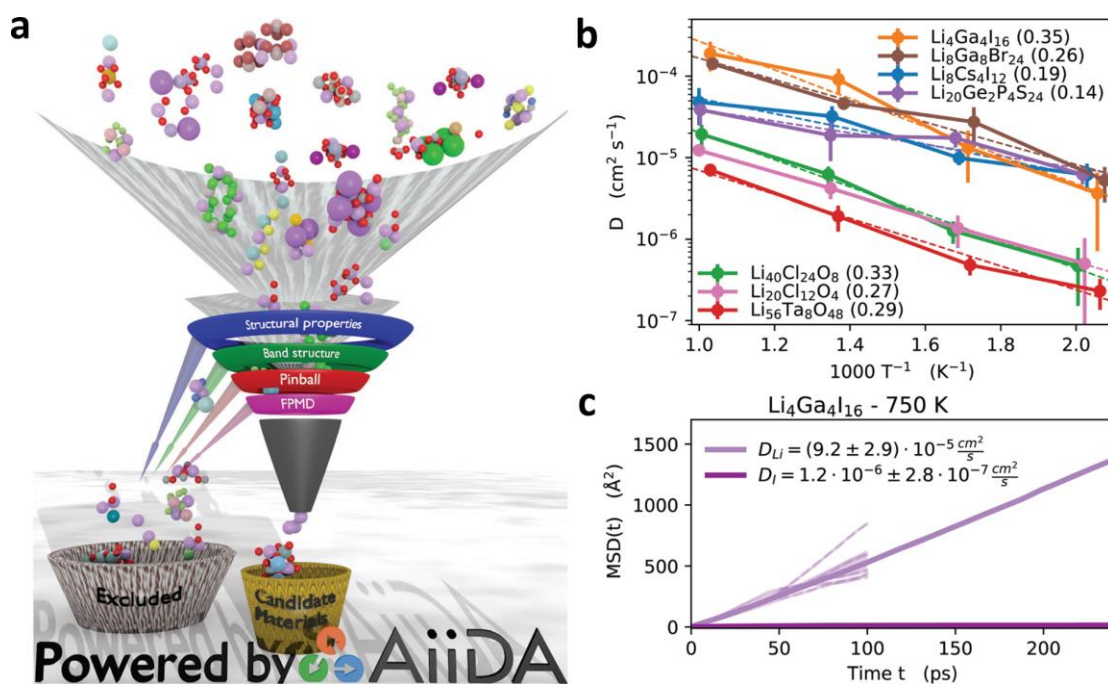 a
Structural properties
Band structure
Pinball
FPMD
Excluded
Candidate
Materials
Powered by AiiDA
b
Li₄Ga₄I₁₆ (0.35)
Li₈Ga₈Br₂₄ (0.26)
Li₈Cs₄I₁₂ (0.19)
Li₂₀Ge₂P₄S₂₄ (0.14)
10⁻⁴
10⁻⁵
10⁻⁶
10⁻⁷
D (cm² s⁻¹)
Li₄₀Cl₂₄O₈ (0.33)
Li₂₀Cl₁₂O₄ (0.27)
Li₅₆Ta₈O₄₈ (0.29)
1.0 1.2 1.4 1.6 1.8 2.0
1000 T⁻¹ (K⁻¹)
c
Li₄Ga₄I₁₆ - 750 K
D_Li = (9.2 ± 2.9) · 10⁻⁵ cm²/s
D_I = 1.2 · 10⁻⁶ ± 2.8 · 10⁻⁷ cm²/s
1500
1000
500
0
MSD(t) (Å²)
0 50 100 150 200
Time t (ps)